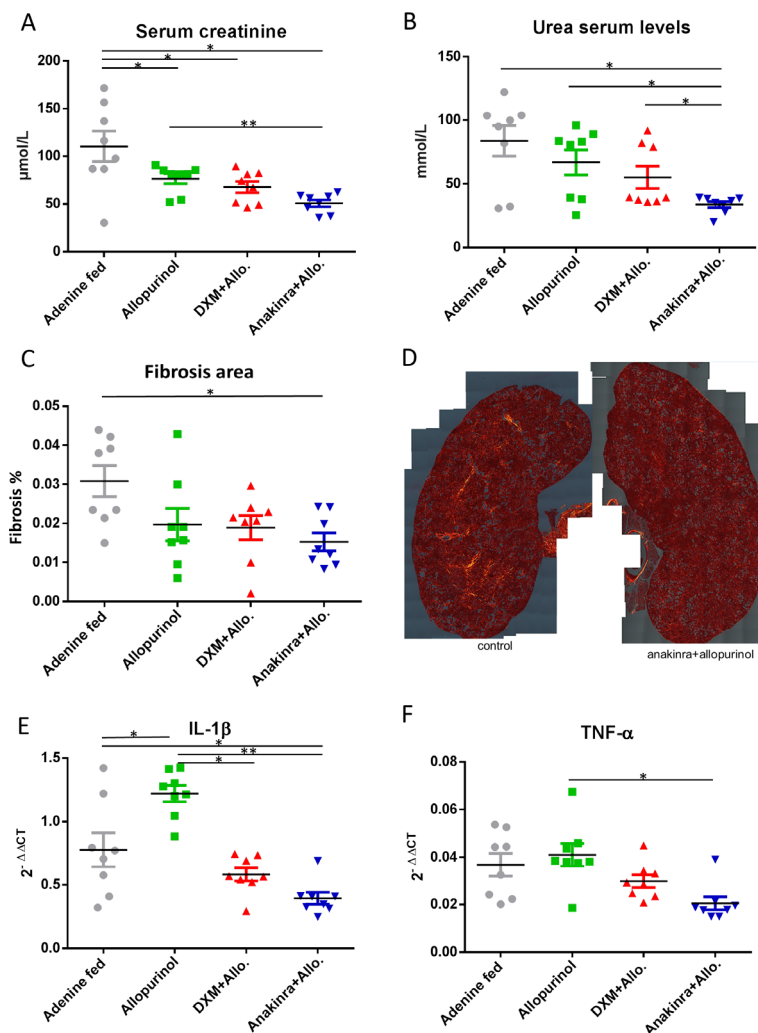 A
Serum creatinine
*
*
*
**
200
150
100
50
0
µmol/L
Adenine fed
Allopurinol
DXM+Allo.
Anakinra+Allo.
B
Urea serum levels
*
*
*
150
100
50
0
mmol/L
Adenine fed
Allopurinol
DXM+Allo.
Anakinra+Allo.
C
Fibrosis area
*
0.05
0.04
0.03
0.02
0.01
0.00
Fibrosis %
Adenine fed
Allopurinol
DXM+Allo.
Anakinra+Allo.
D
control
anakinra+allopurinol
E
IL-1β
*
*
**
*
1.5
1.0
0.5
0.0
2^- ΔΔCT
Adenine fed
Allopurinol
DXM+Allo.
Anakinra+Allo.
F
TNF-α
*
0.08
0.06
0.04
0.02
0.00
2^- ΔΔCT
Adenine fed
Allopurinol
DXM+Allo.
Anakinra+Allo.